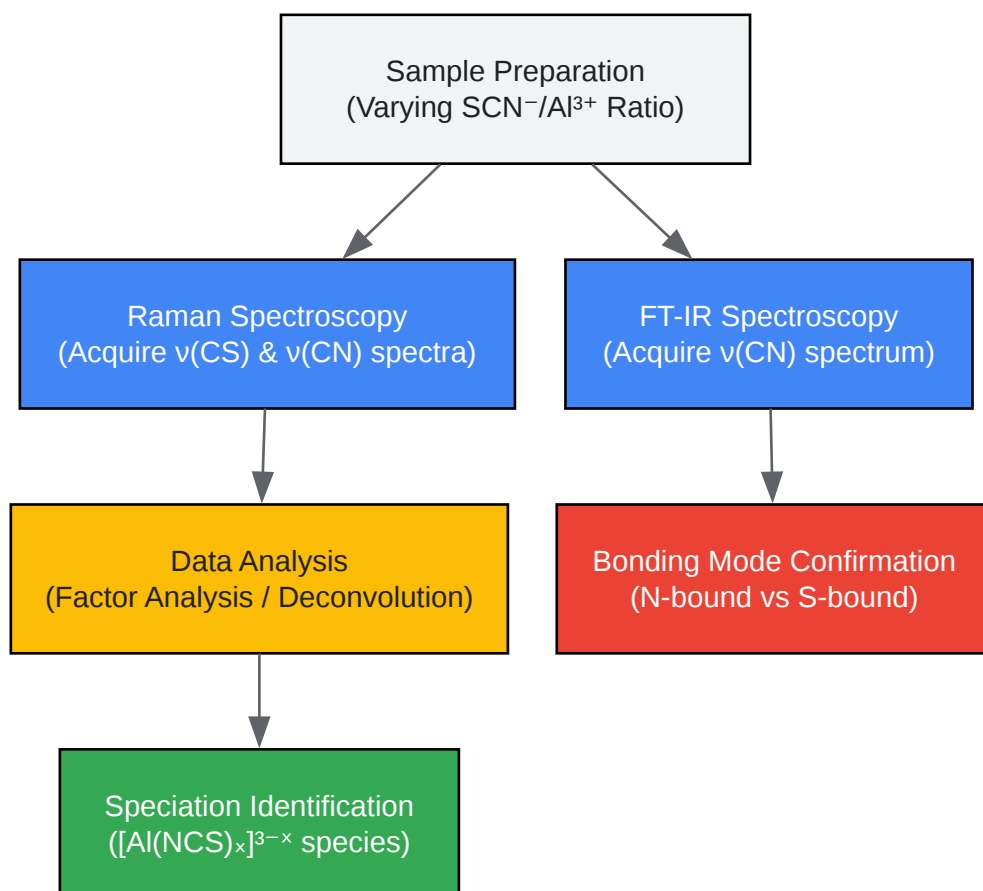 Sample Preparation
(Varying SCN⁻/Al³⁺ Ratio)
Raman Spectroscopy
(Acquire ν(CS) & ν(CN) spectra)
FT-IR Spectroscopy
(Acquire ν(CN) spectrum)
Data Analysis
(Factor Analysis / Deconvolution)
Bonding Mode Confirmation
(N-bound vs S-bound)
Speciation Identification
([Al(NCS)ₓ]³⁻ˣ species)